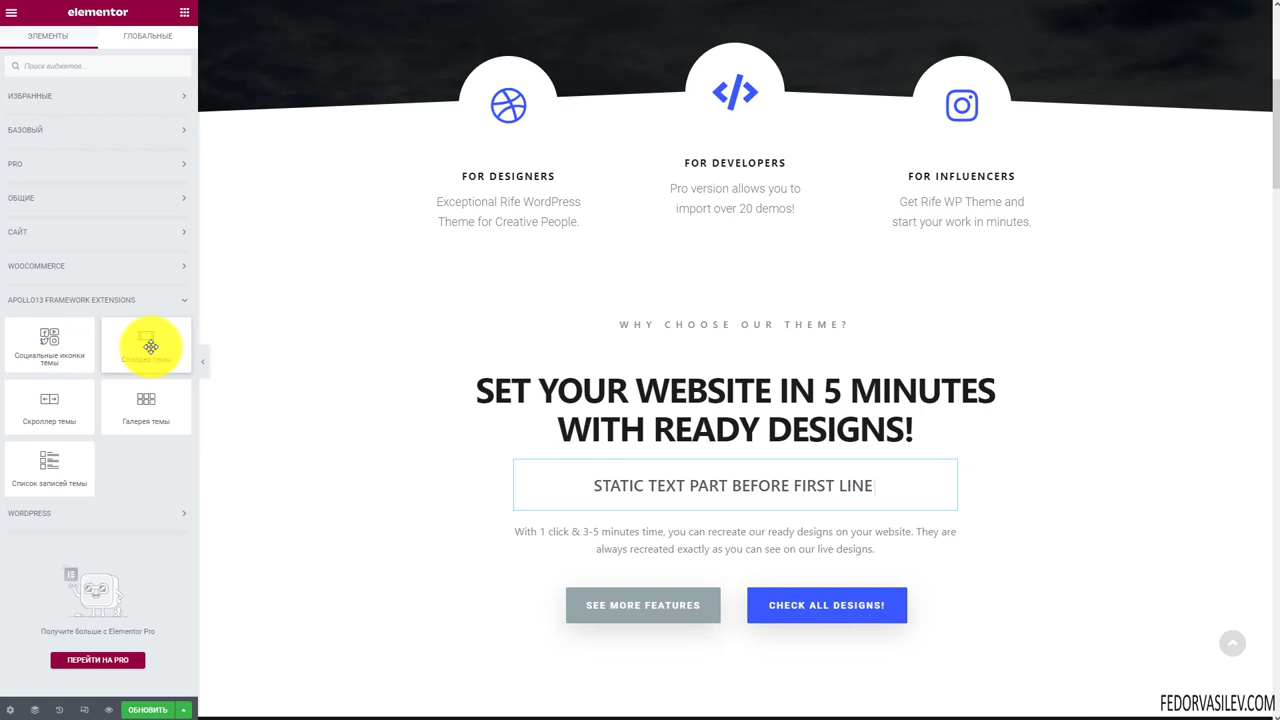 elementor
ЭЛЕМЕНТЫ
ГЛОБАЛЬНЫЕ
Поиск виджетов...
ИЗБРАННЫЕ
БАЗОВЫЙ
PRO
ОБЩИЕ
САЙТ
WOOCOMMERCE
APOLLO13 FRAMEWORK EXTENSIONS
Социальные иконки
темы
Слайдер темы
Скроллер темы
Галерея темы
Список записей темы
WORDPRESS
Получите больше с Elementor Pro
ПЕРЕЙТИ НА PRO
ОБНОВИТЬ
FOR DESIGNERS
Exceptional Rife WordPress
Theme for Creative People.
FOR DEVELOPERS
Pro version allows you to
import over 20 demos!
FOR INFLUENCERS
Get Rife WP Theme and
start your work in minutes.
WHY CHOOSE OUR THEME?
SET YOUR WEBSITE IN 5 MINUTES
WITH READY DESIGNS!
STATIC TEXT PART BEFORE FIRST LINE
With 1 click & 3-5 minutes time, you can recreate our ready designs on your website. They are
always recreated exactly as you can see on our live designs.
SEE MORE FEATURES
CHECK ALL DESIGNS!
FEDORVASILEV.COM